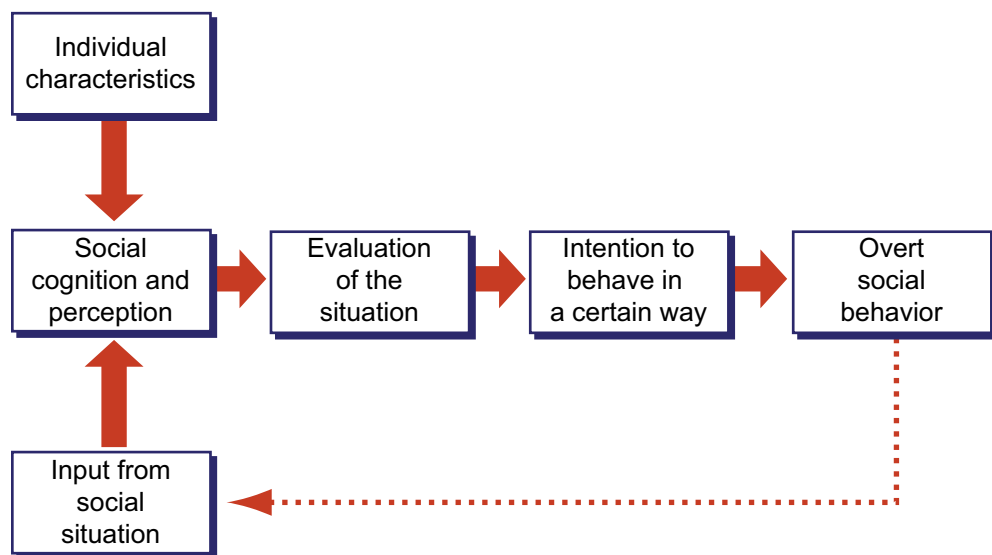 Individual
characteristics
Social
cognition and
perception
Evaluation
of the
situation
Intention to
behave in
a certain way
Overt
social
behavior
Input from
social
situation